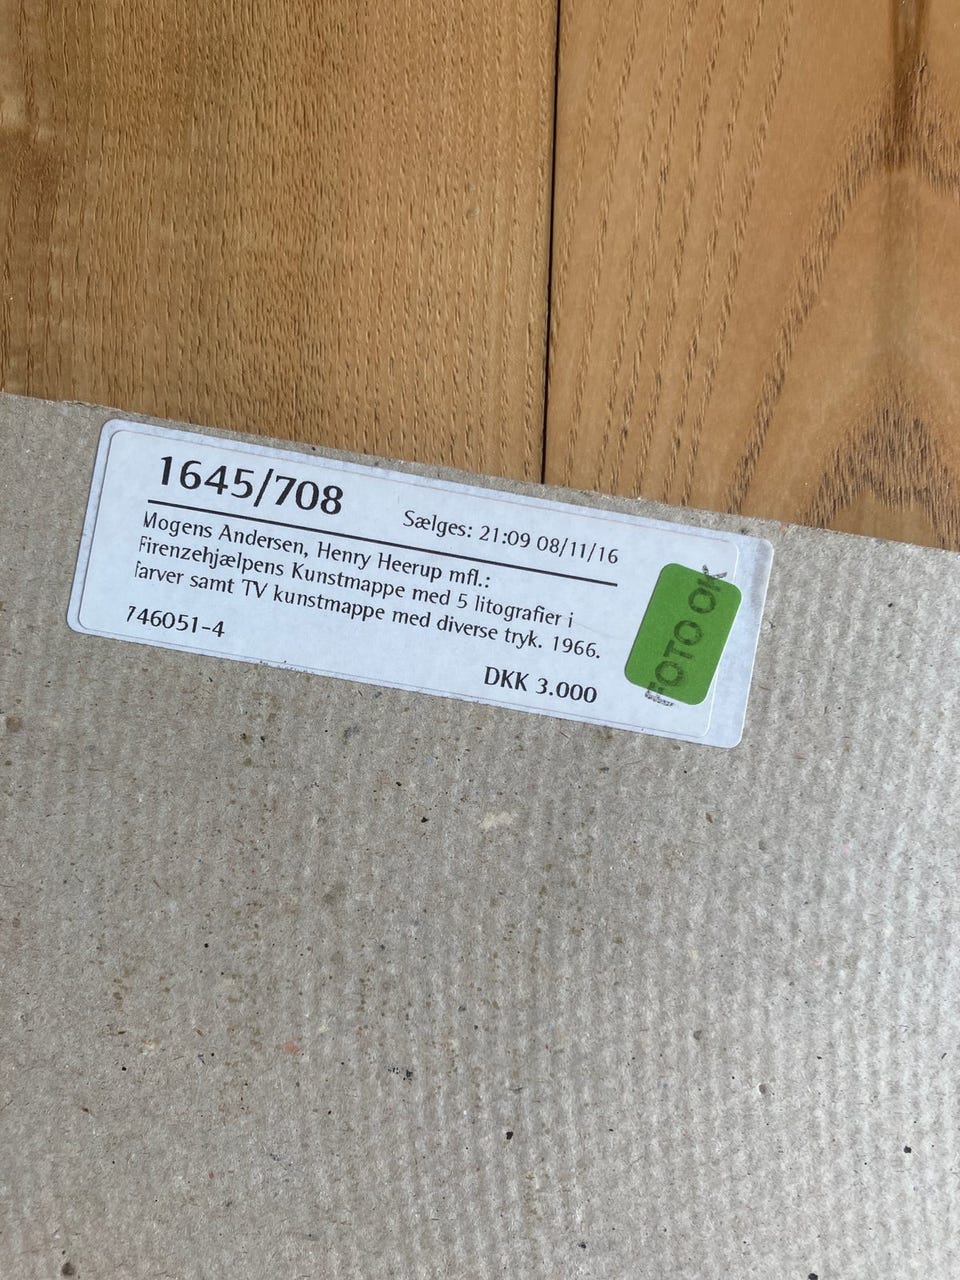 1645/708
Sælges: 21:09 08/11/16
Mogens Andersen, Henry Heerup mfl.:
Firenzehjælpens Kunstmappe med 5 litografier i
farver samt TV kunstmappe med diverse tryk. 1966.
746051-4
DKK 3.000
FOTO OK